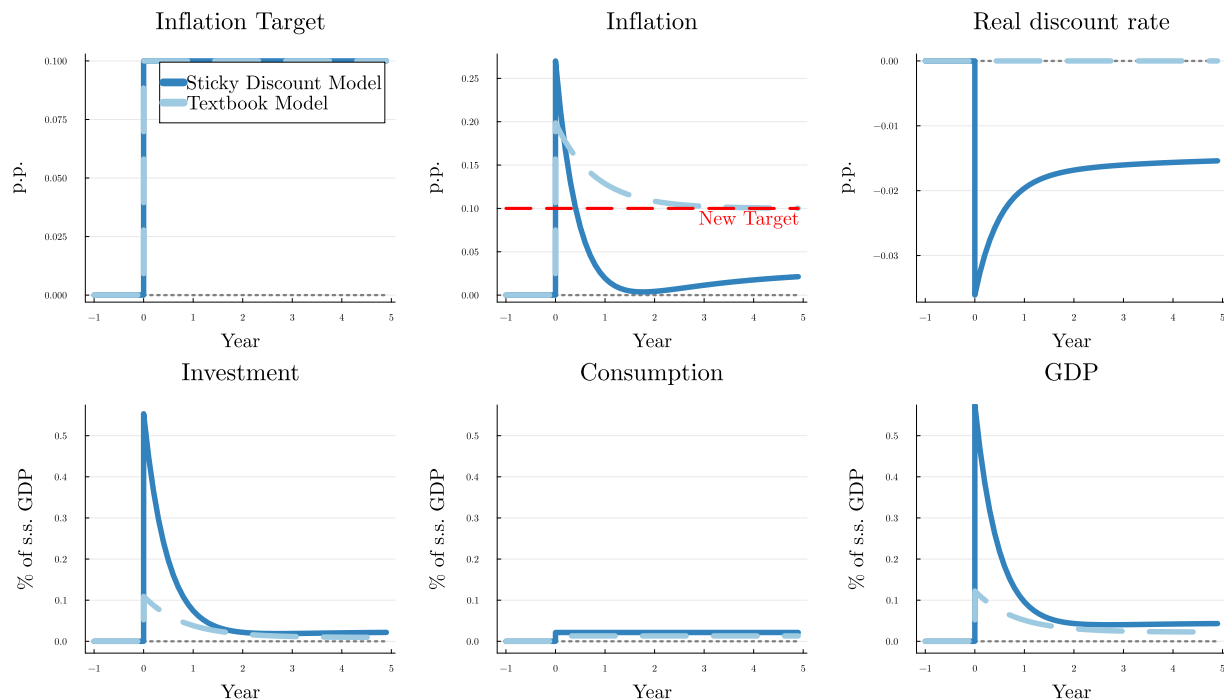 Inflation Target
p.p.
0.100
0.075
0.050
0.025
0.000
Sticky Discount Model
Textbook Model
−1 0 1 2 3 4 5
Year
Inflation
p.p.
0.25
0.20
0.15
0.10
0.05
0.00
New Target
−1 0 1 2 3 4 5
Year
Real discount rate
p.p.
0.00
−0.01
−0.02
−0.03
−1 0 1 2 3 4 5
Year
Investment
% of s.s. GDP
0.5
0.4
0.3
0.2
0.1
0.0
−1 0 1 2 3 4 5
Year
Consumption
% of s.s. GDP
0.5
0.4
0.3
0.2
0.1
0.0
−1 0 1 2 3 4 5
Year
GDP
% of s.s. GDP
0.5
0.4
0.3
0.2
0.1
0.0
−1 0 1 2 3 4 5
Year